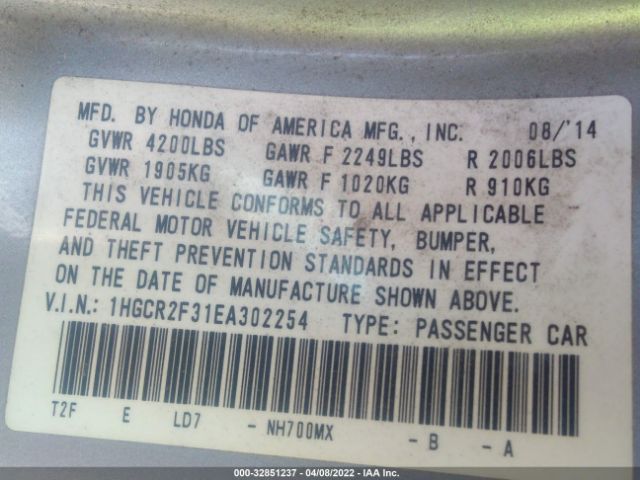 MFD. BY HONDA OF AMERICA MFG., INC. 08/'14
GVWR 4200LBS GAWR F 2249LBS R 2006LBS
GVWR 1905KG GAWR F 1020KG R 910KG
THIS VEHICLE CONFORMS TO ALL APPLICABLE
FEDERAL MOTOR VEHICLE SAFETY, BUMPER,
AND THEFT PREVENTION STANDARDS IN EFFECT
ON THE DATE OF MANUFACTURE SHOWN ABOVE.
V.I.N.: 1HGCR2F31EA302254 TYPE: PASSENGER CAR
T2F E LD7 - NH700MX - B - A
000-32851237 - 04/08/2022 - IAA Inc.